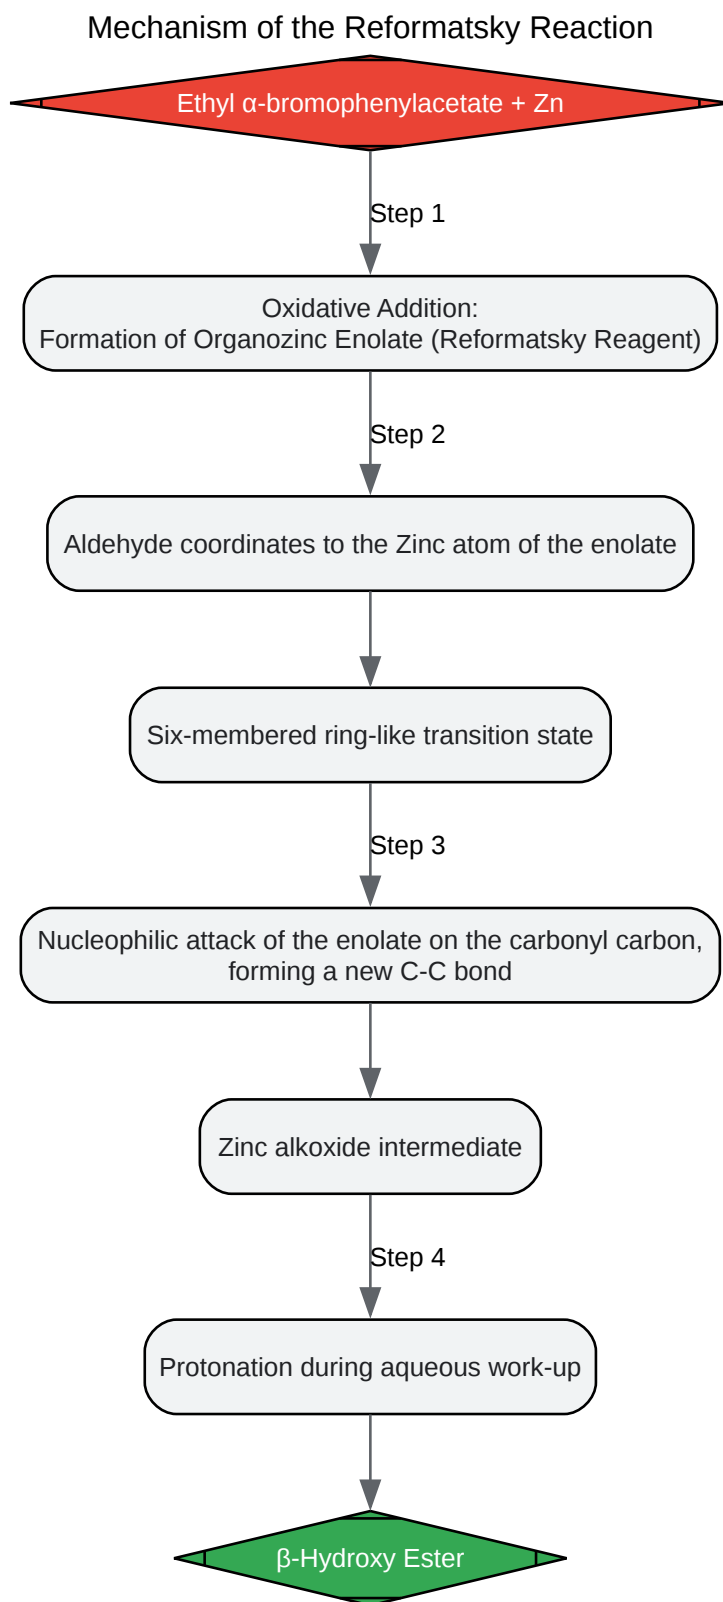 Mechanism of the Reformatsky Reaction
Ethyl α-bromophenylacetate + Zn
Step 1
Oxidative Addition:
Formation of Organozinc Enolate (Reformatsky Reagent)
Step 2
Aldehyde coordinates to the Zinc atom of the enolate
Six-membered ring-like transition state
Step 3
Nucleophilic attack of the enolate on the carbonyl carbon,
forming a new C-C bond
Zinc alkoxide intermediate
Step 4
Protonation during aqueous work-up
β-Hydroxy Ester